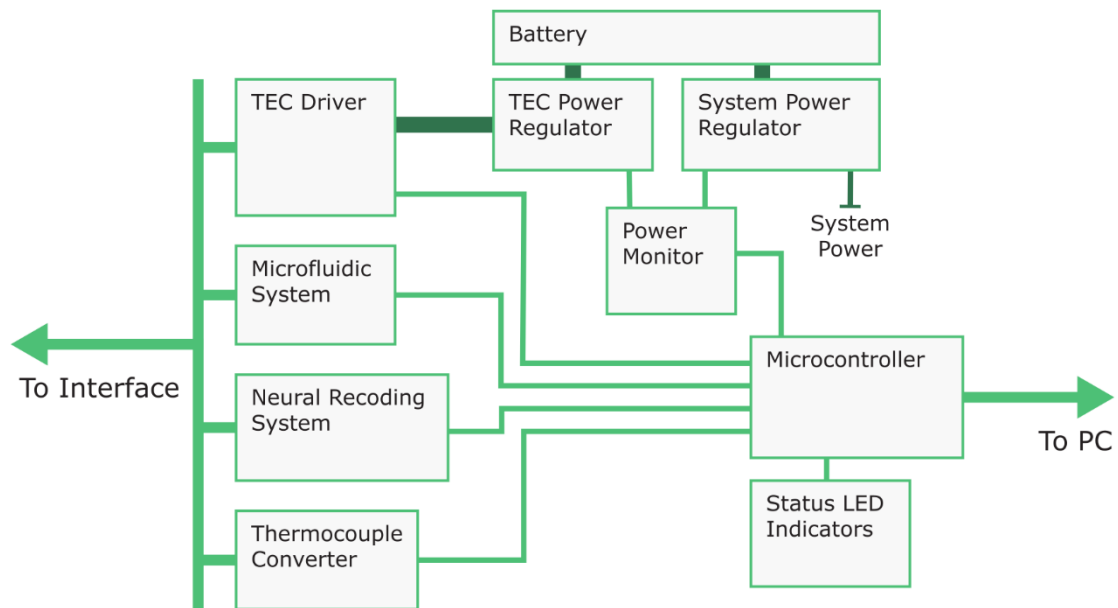 Battery
TEC Driver
TEC Power
Regulator
System Power
Regulator
System
Power
Power
Monitor
Microfluidic
System
Microcontroller
To Interface
Neural Recoding
System
To PC
Status LED
Indicators
Thermocouple
Converter